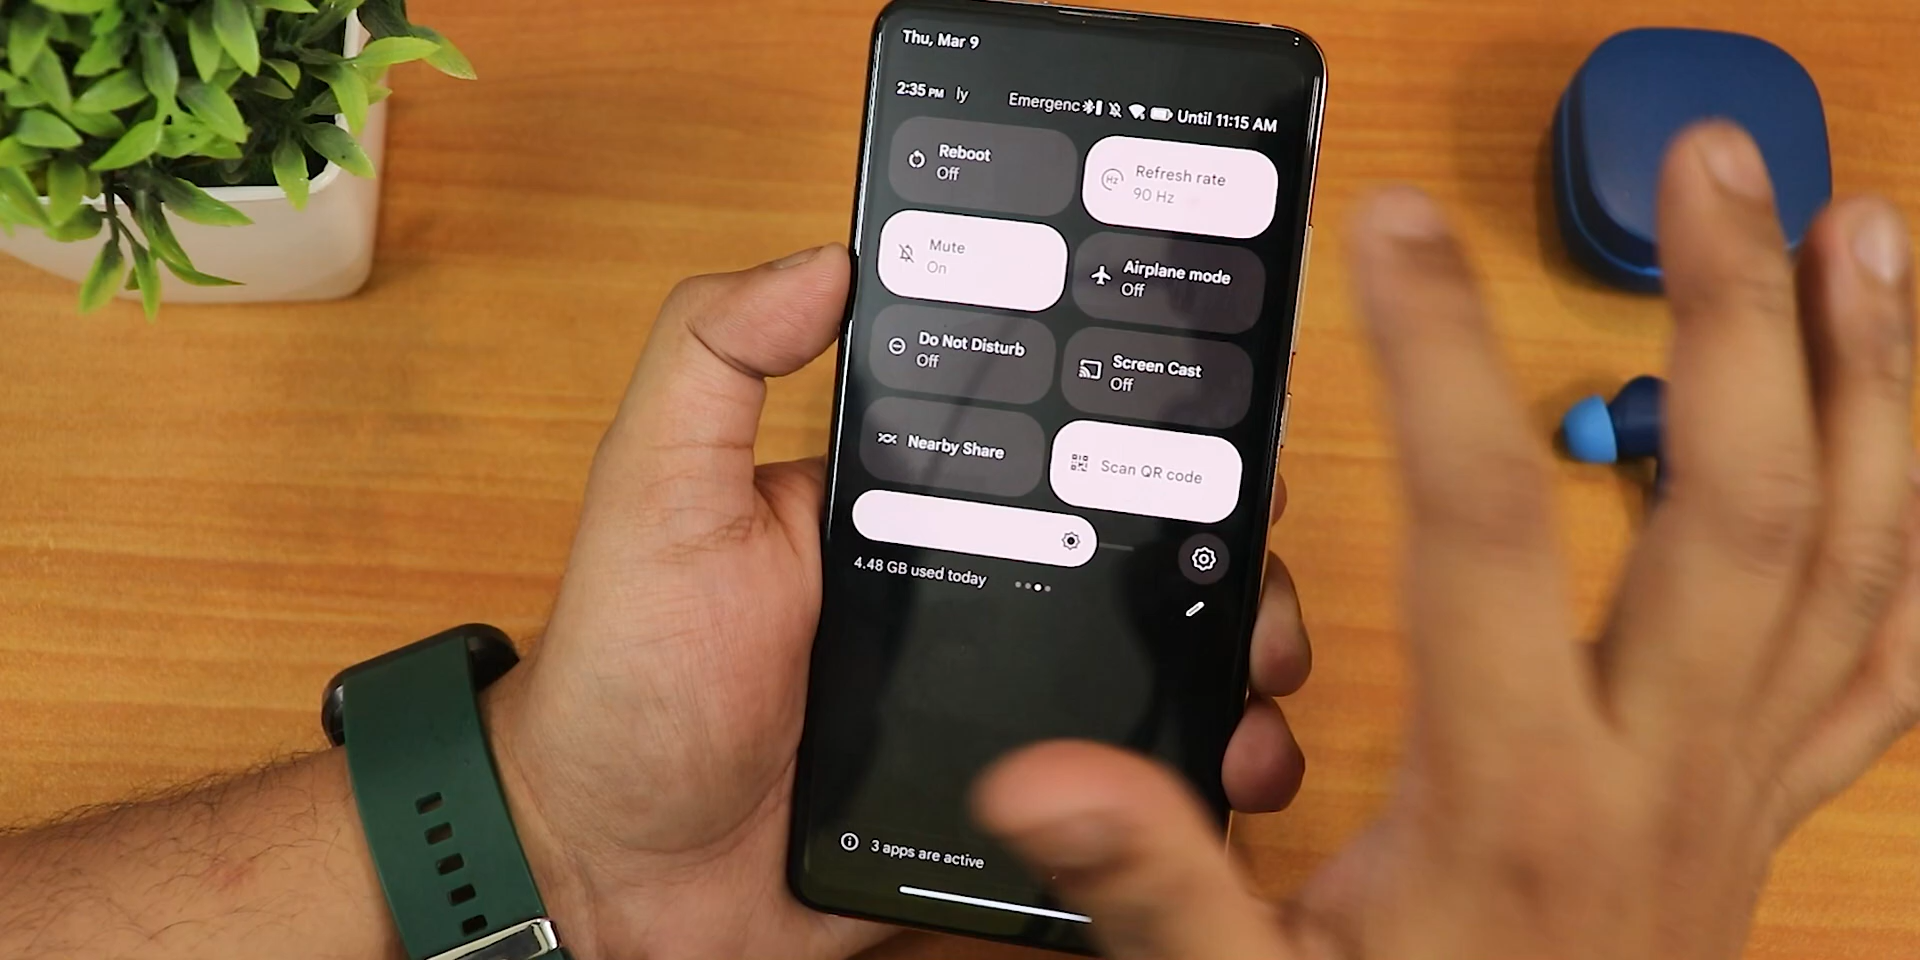 Thu, Mar 9
2:35 PM ly Emergenc Until 11:15 AM
Reboot
Off
Refresh rate
Hz
90 Hz
Mute
On
Airplane mode
Off
Do Not Disturb
Off
Screen Cast
Off
Nearby Share
Scan QR code
4.48 GB used today
3 apps are active